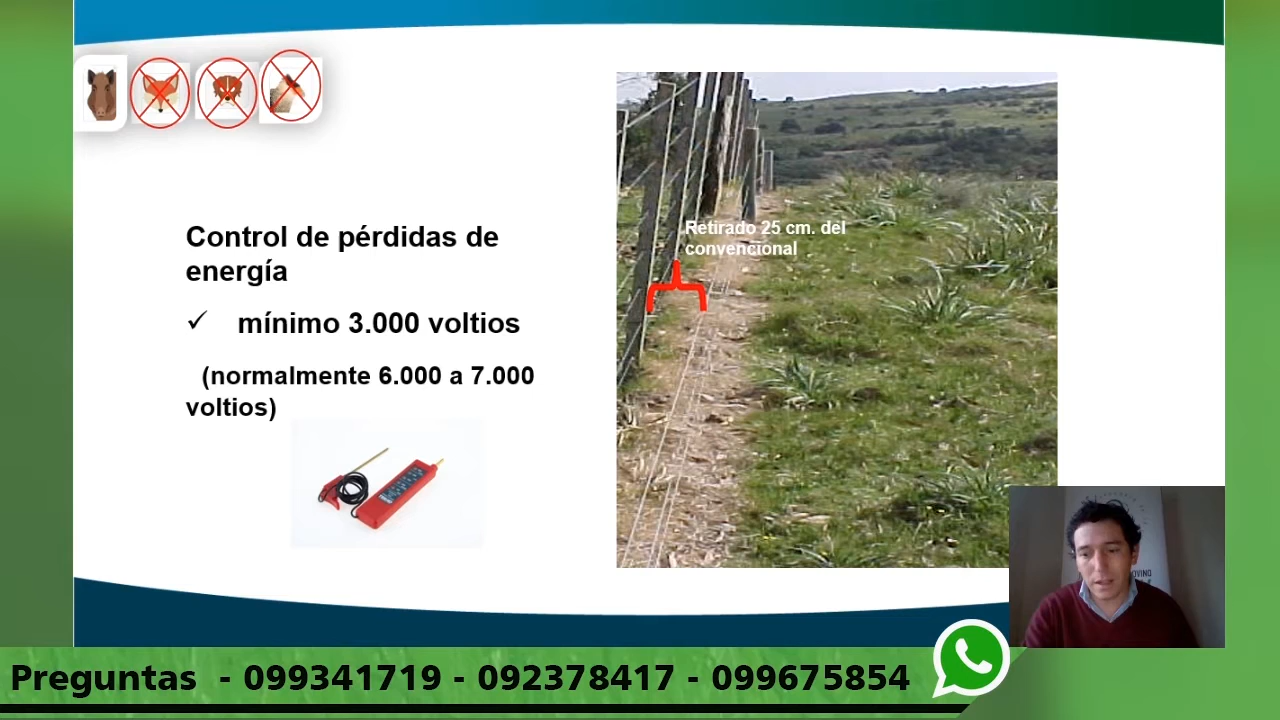 Control de pérdidas de
energía
✓ mínimo 3.000 voltios
(normalmente 6.000 a 7.000
voltios)
Retirado 25 cm. del
convencional
OVINO
Preguntas - 099341719 - 092378417 - 099675854